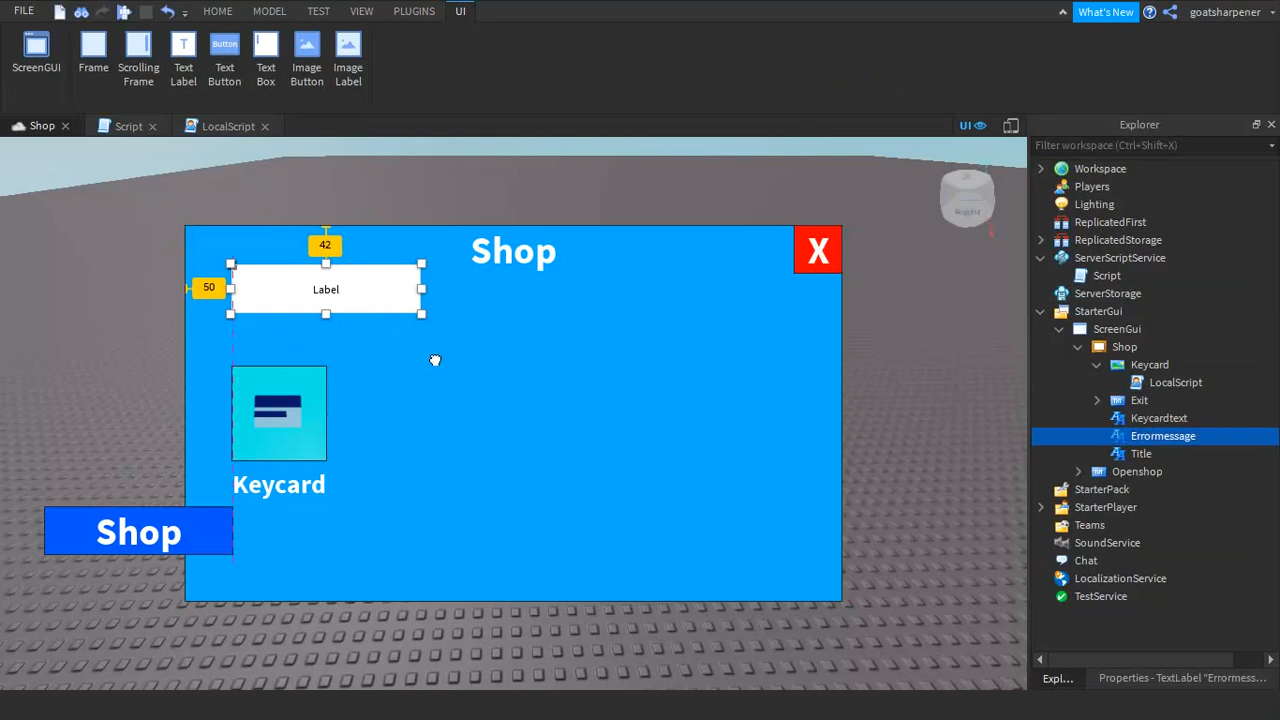 FILE HOME MODEL TEST VIEW PLUGINS UI What's New goatsharpener
ScreenGUI Frame Scrolling Frame Text Label Button Text Button Text Box Image Button Image Label
T
Shop Script LocalScript UI Explorer
Filter workspace (Ctrl+Shift+X)
Workspace
Players
Lighting
ReplicatedFirst
ReplicatedStorage
ServerScriptService
Script
ServerStorage
StarterGui
ScreenGui
Shop
Keycard
LocalScript
Exit
Keycardtext
Errormessage
Title
Openshop
StarterPack
StarterPlayer
Teams
SoundService
Chat
LocalizationService
TestService
Expl... Properties - TextLabel "Errormess...
Right
42
Shop X
50
Label
Keycard
Shop